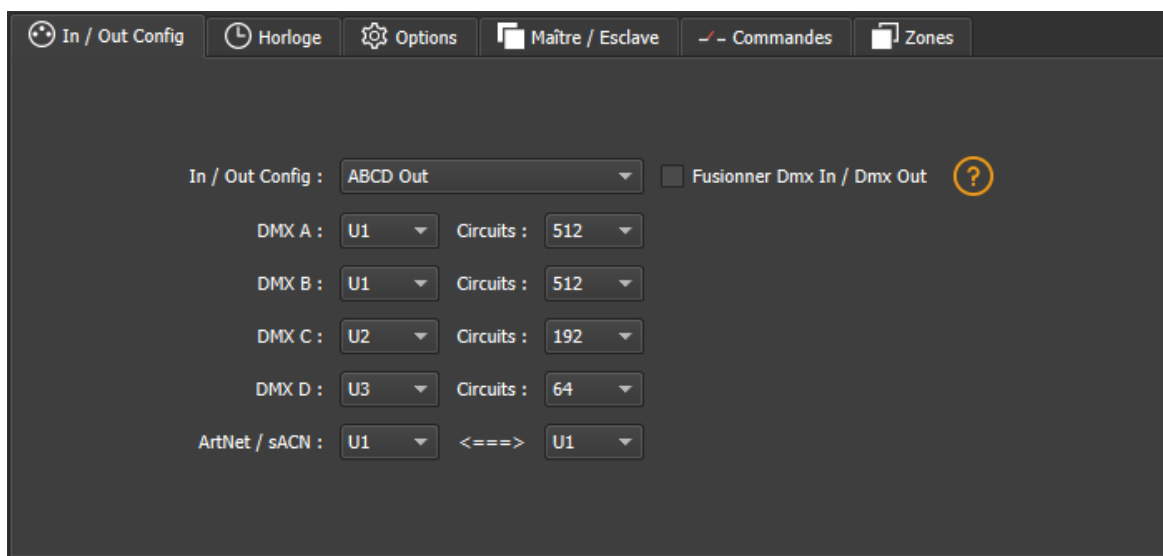 In / Out Config Horloge Options Maître / Esclave Commandes Zones
In / Out Config : ABCD Out Fusionner Dmx In / Dmx Out ?
DMX A : U1 Circuits : 512
DMX B : U1 Circuits : 512
DMX C : U2 Circuits : 192
DMX D : U3 Circuits : 64
ArtNet / sACN : U1 <===> U1